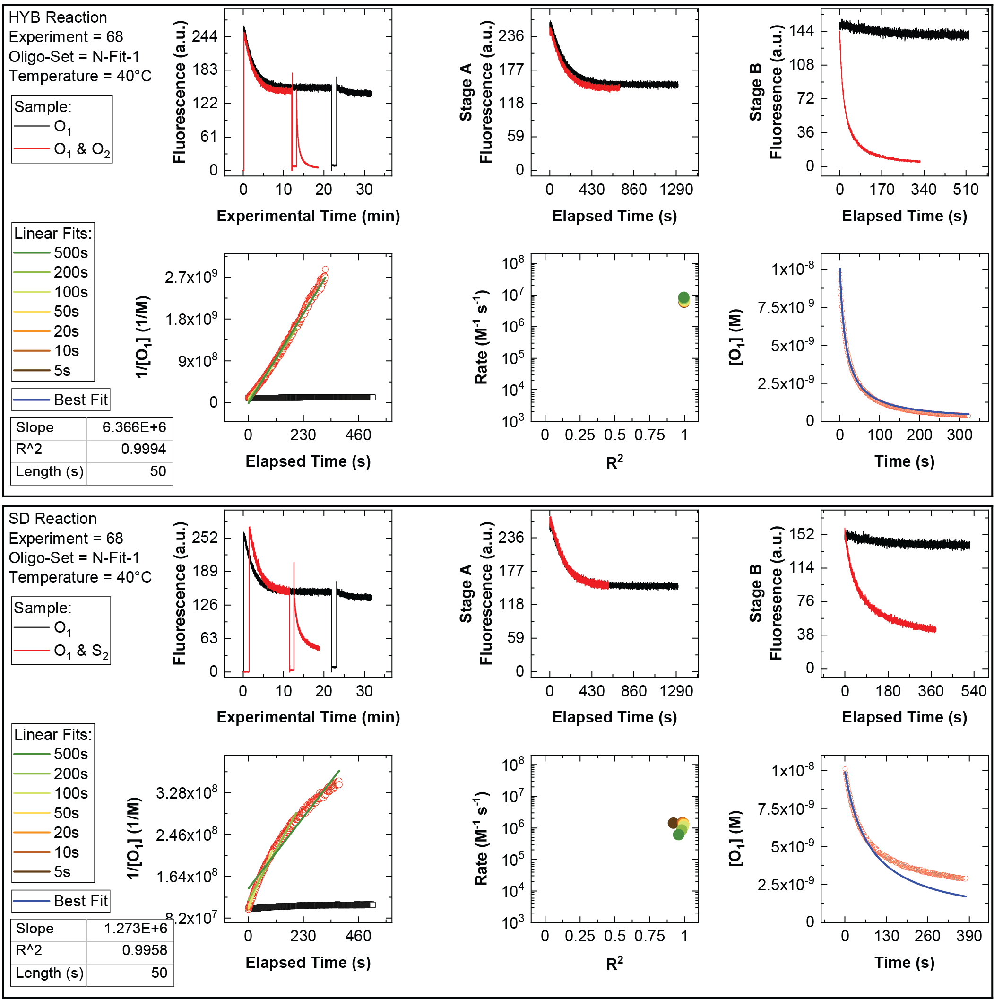 HYB Reaction
Experiment = 68
Oligo-Set = N-Fit-1
Temperature = 40°C
Sample:
O1
O1 & O2
Fluorescence (a.u.)
244
183
122
61
0
0 10 20 30
Experimental Time (min)
Stage A
Fluorescence (a.u.)
236
177
118
59
0
0 430 860 1290
Elapsed Time (s)
Stage B
Fluoresence (a.u.)
144
108
72
36
0
0 170 340 510
Elapsed Time (s)
Linear Fits:
500s
200s
100s
50s
20s
10s
5s
Best Fit
Slope 6.366E+6
R^2 0.9994
Length (s) 50
1/[O1] (1/M)
2.7x10^9
1.8x10^9
9x10^8
0
0 230 460
Elapsed Time (s)
Rate (M^-1 s^-1)
10^8
10^7
10^6
10^5
10^4
10^3
0 0.25 0.5 0.75 1
R^2
[O1] (M)
1x10^-8
7.5x10^-9
5x10^-9
2.5x10^-9
0
0 100 200 300
Time (s)
SD Reaction
Experiment = 68
Oligo-Set = N-Fit-1
Temperature = 40°C
Sample:
O1
O1 & S2
Fluorescence (a.u.)
252
189
126
63
0
0 10 20 30
Experimental Time (min)
Stage A
Fluorescence (a.u.)
236
177
118
59
0
0 430 860 1290
Elapsed Time (s)
Stage B
Fluoresence (a.u.)
152
114
76
38
0
0 180 360 540
Elapsed Time (s)
Linear Fits:
500s
200s
100s
50s
20s
10s
5s
Best Fit
Slope 1.273E+6
R^2 0.9958
Length (s) 50
1/[O1] (1/M)
3.28x10^8
2.46x10^8
1.64x10^8
8.2x10^7
0 230 460
Elapsed Time (s)
Rate (M^-1 s^-1)
10^8
10^7
10^6
10^5
10^4
10^3
0 0.25 0.5 0.75 1
R^2
[O1] (M)
1x10^-8
7.5x10^-9
5x10^-9
2.5x10^-9
0
0 130 260 390
Time (s)